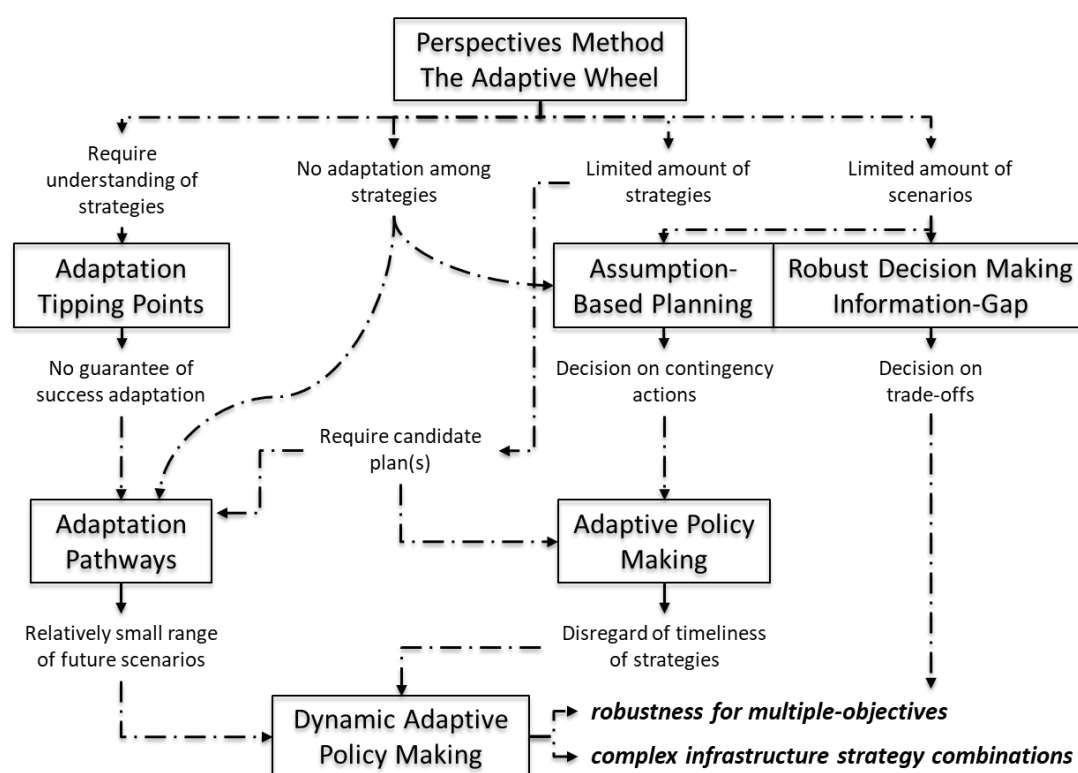 Perspectives Method
The Adaptive Wheel
Require
understanding of
strategies
No adaptation among
strategies
Limited amount of
strategies
Limited amount of
scenarios
Adaptation
Tipping Points
Assumption-
Based Planning
Robust Decision Making
Information-Gap
No guarantee of
success adaptation
Decision on contingency
actions
Decision on
trade-offs
Require candidate
plan(s)
Adaptation
Pathways
Adaptive Policy
Making
Relatively small range
of future scenarios
Disregard of timeliness
of strategies
Dynamic Adaptive
Policy Making
robustness for multiple-objectives
complex infrastructure strategy combinations